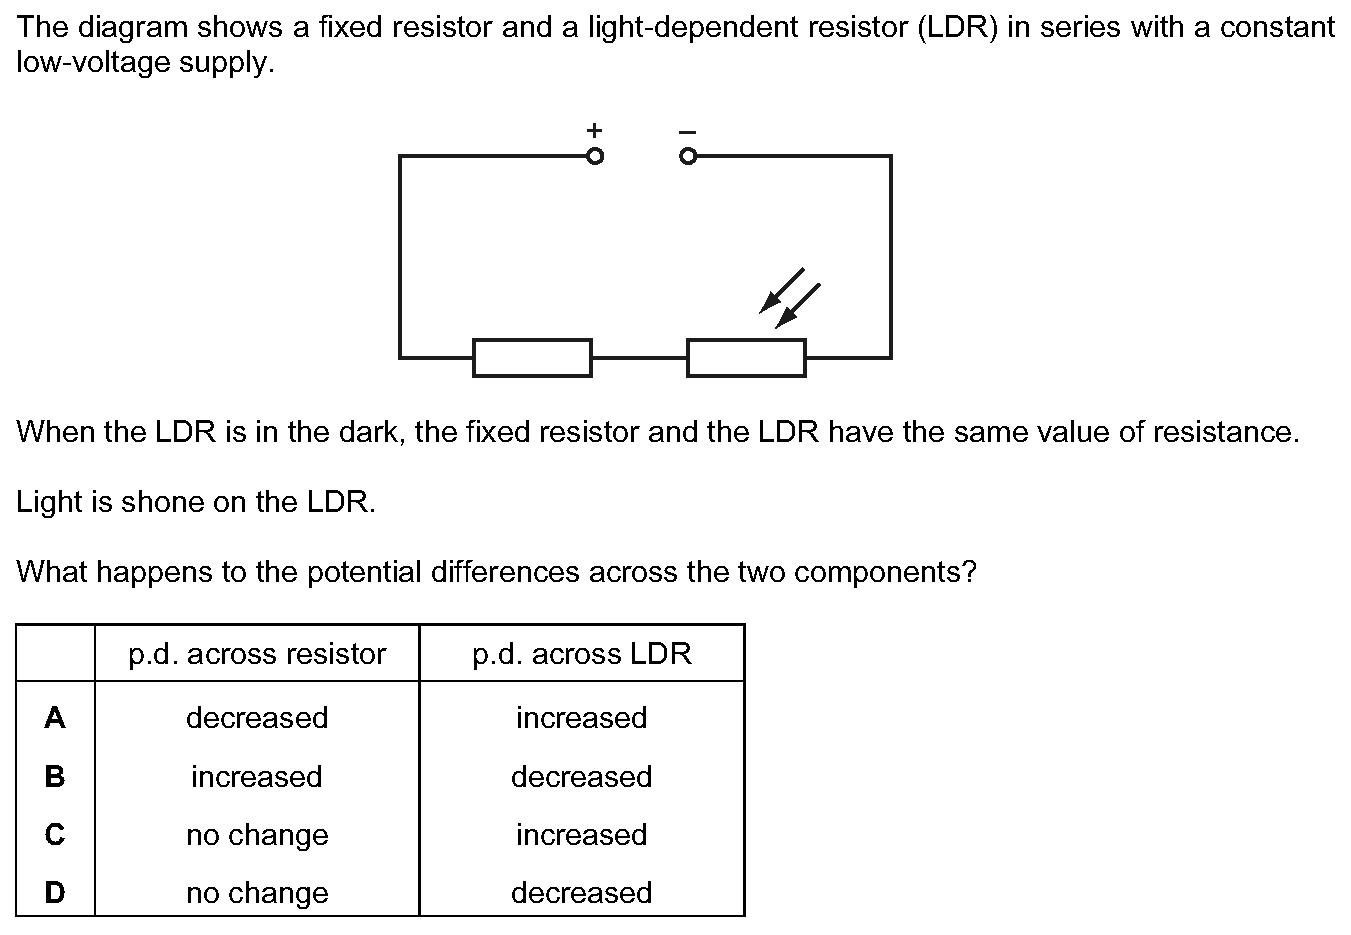 The diagram shows a fixed resistor and a light-dependent resistor (LDR) in series with a constant
low-voltage supply.
+ –
When the LDR is in the dark, the fixed resistor and the LDR have the same value of resistance.
Light is shone on the LDR.
What happens to the potential differences across the two components?
p.d. across resistor p.d. across LDR
A decreased increased
B increased decreased
C no change increased
D no change decreased